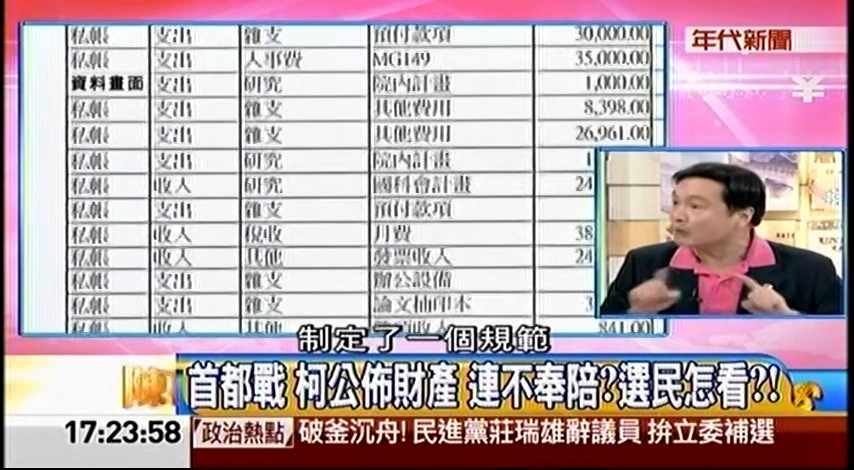 年代新聞
私帳 支出 雜支 預付款項 30,000.00
私帳 支出 人事費 MG149 35,000.00
資料畫面 支出 研究 院內計畫 1,000.00
私帳 支出 雜支 其他費用 8,398.00
私帳 支出 雜支 其他費用 26,961.00
私帳 支出 研究 院內計畫 1
私帳 收入 研究 國科會計畫 24
私帳 支出 雜支 預付款項
私帳 收入 稅收 月費 38
私帳 收入 其他 發票收入 24
私帳 支出 雜支 辦公設備
私帳 支出 雜支 論文抽印本 3
私帳 收入 其他 收入 841.00
制定了一個規範
陳
首都戰 柯公佈財產 連不奉陪?選民怎看?!
17:23:58 政治熱點 破釜沉舟! 民進黨莊瑞雄辭議員 拚立委補選